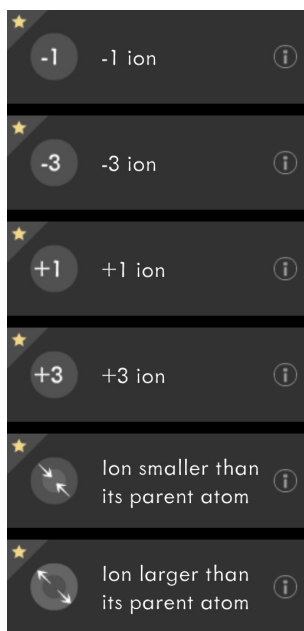 -1 -1 ion
-3 -3 ion
+1 +1 ion
+3 +3 ion
Ion smaller than
its parent atom
Ion larger than
its parent atom